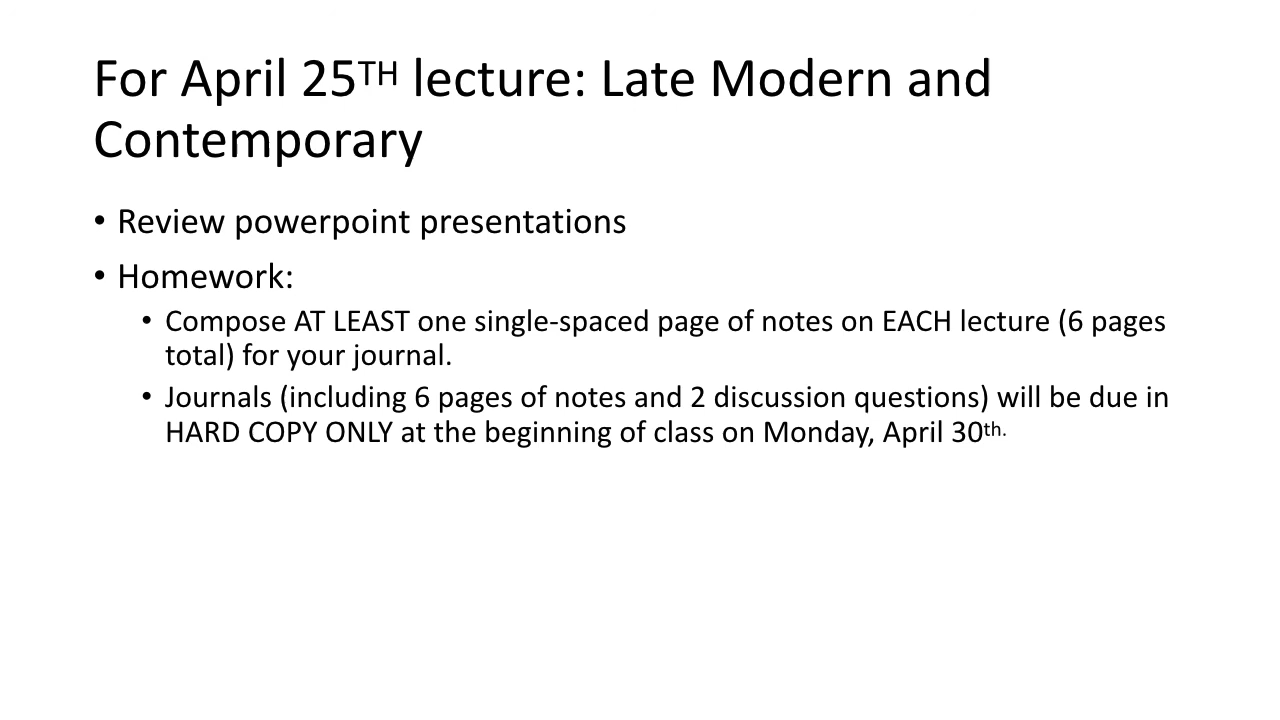 For April 25TH lecture: Late Modern and
Contemporary
• Review powerpoint presentations
• Homework:
• Compose AT LEAST one single-spaced page of notes on EACH lecture (6 pages
total) for your journal.
• Journals (including 6 pages of notes and 2 discussion questions) will be due in
HARD COPY ONLY at the beginning of class on Monday, April 30th.